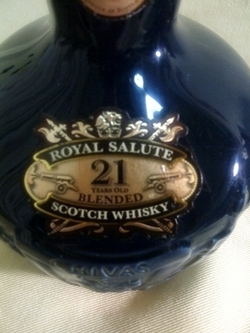 ROYAL SALUTE
21
YEARS OLD
BLENDED
SCOTCH WHISKY